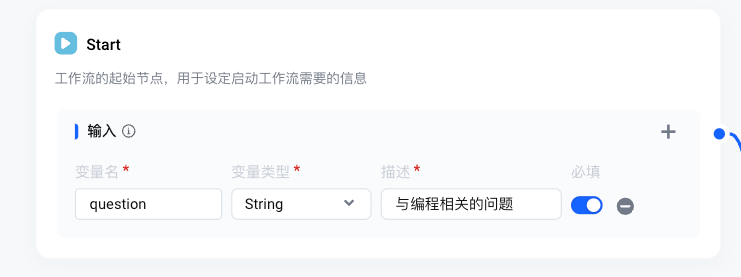 Start
工作流的起始节点，用于设定启动工作流需要的信息
输入
变量名 * 变量类型 * 描述 * 必填
question String 与编程相关的问题